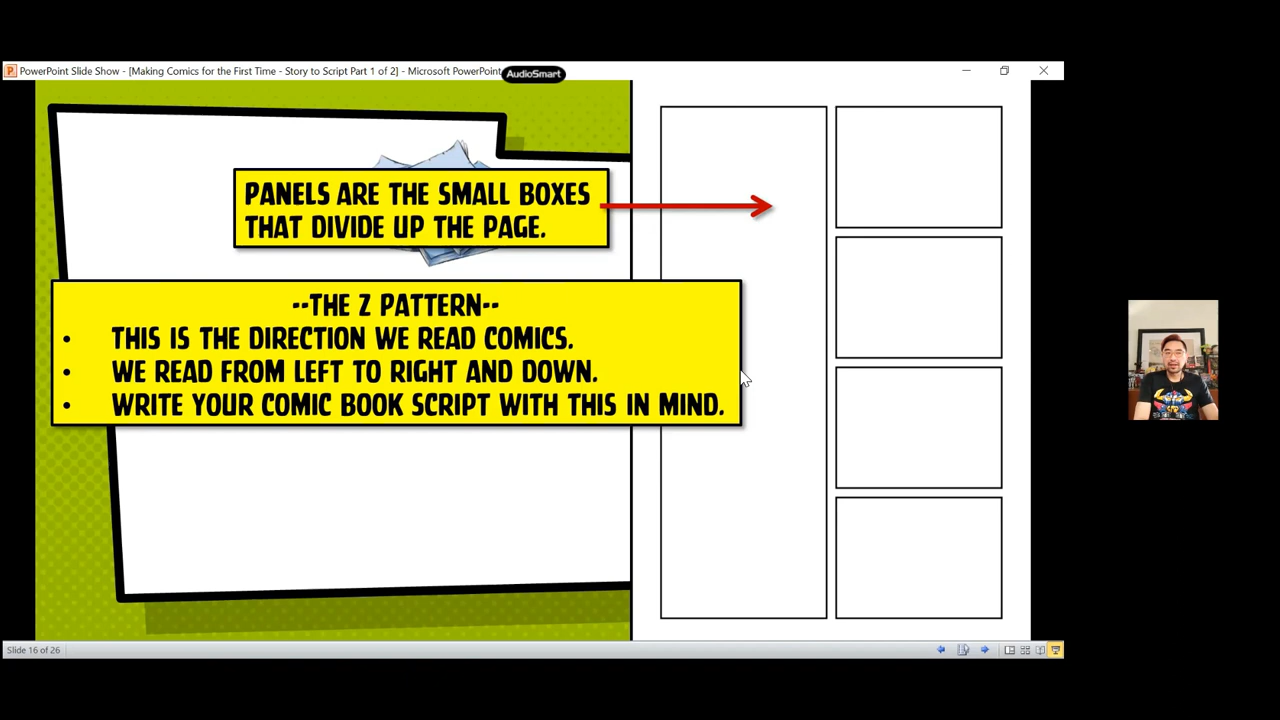 PowerPoint Slide Show - [Making Comics for the First Time - Story to Script Part 1 of 2] - Microsoft PowerPoint
AudioSmart
PANELS ARE THE SMALL BOXES
THAT DIVIDE UP THE PAGE.
--THE Z PATTERN--
• THIS IS THE DIRECTION WE READ COMICS.
• WE READ FROM LEFT TO RIGHT AND DOWN.
• WRITE YOUR COMIC BOOK SCRIPT WITH THIS IN MIND.
Slide 16 of 26